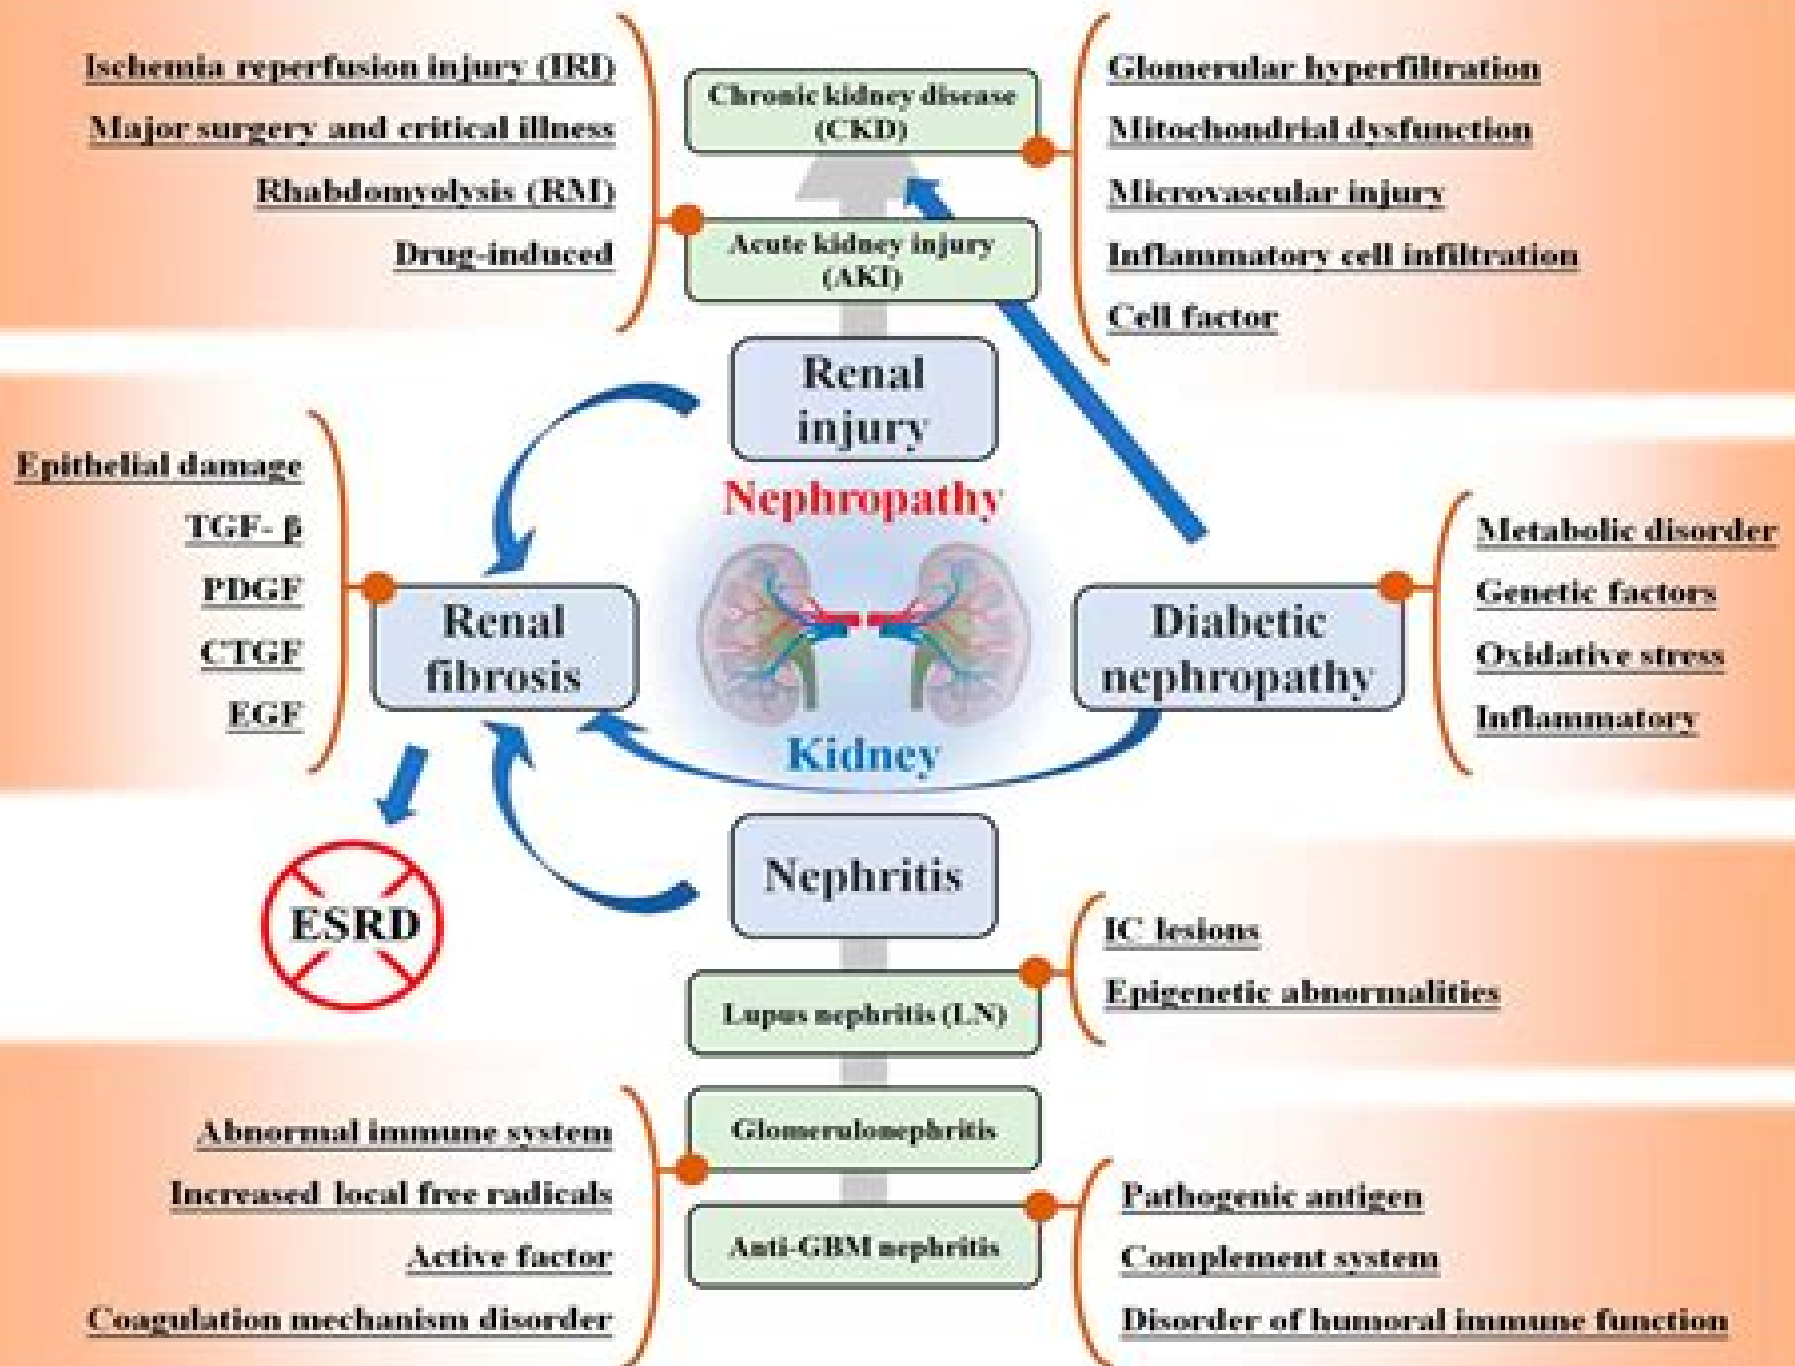 Ischemia reperfusion injury (IRI)
Major surgery and critical illness
Rhabdomyolysis (RM)
Drug-induced
Chronic kidney disease
(CKD)
Acute kidney injury
(AKI)
Glomerular hyperfiltration
Mitochondrial dysfunction
Microvascular injury
Inflammatory cell infiltration
Cell factor
Renal
injury
Nephropathy
Epithelial damage
TGF- β
PDGF
CTGF
EGF
Renal
fibrosis
Kidney
Diabetic
nephropathy
Metabolic disorder
Genetic factors
Oxidative stress
Inflammatory
ESRD
Nephritis
Lupus nephritis (LN)
IC lesions
Epigenetic abnormalities
Glomerulonephritis
Abnormal immune system
Increased local free radicals
Active factor
Coagulation mechanism disorder
Anti-GBM nephritis
Pathogenic antigen
Complement system
Disorder of humoral immune function